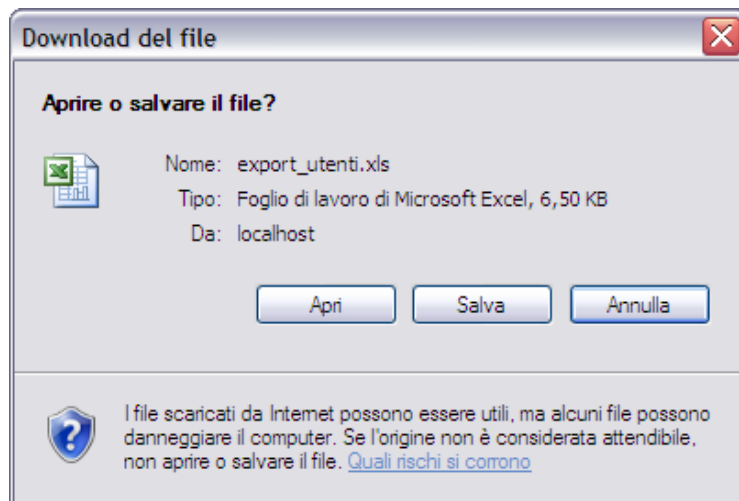 Download del file
Aprire o salvare il file?
Nome: export_utenti.xls
Tipo: Foglio di lavoro di Microsoft Excel, 6,50 KB
Da: localhost
Apri Salva Annulla
I file scaricati da Internet possono essere utili, ma alcuni file possono
danneggiare il computer. Se l'origine non è considerata attendibile,
non aprire o salvare il file. Quali rischi si corrono